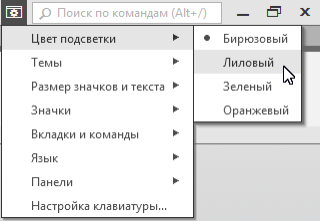 Поиск по командам (Alt+/)
Цвет подсветки
Темы
Размер значков и текста
Значки
Вкладки и команды
Язык
Панели
Настройка клавиатуры...
Бирюзовый
Лиловый
Зеленый
Оранжевый